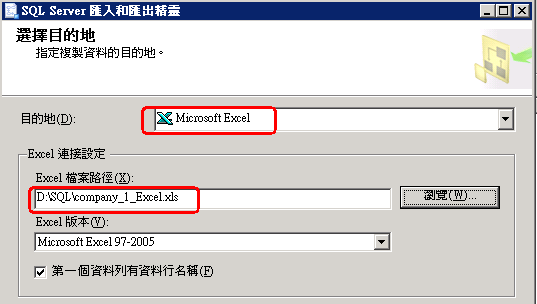 SQL Server 匯入和匯出精靈
選擇目的地
指定複製資料的目的地。
目的地(D): Microsoft Excel
Excel 連接設定
Excel 檔案路徑(X):
D:\SQL\company_1_Excel.xls 瀏覽(W)...
Excel 版本(V):
Microsoft Excel 97-2005
第一個資料列有資料行名稱(F)